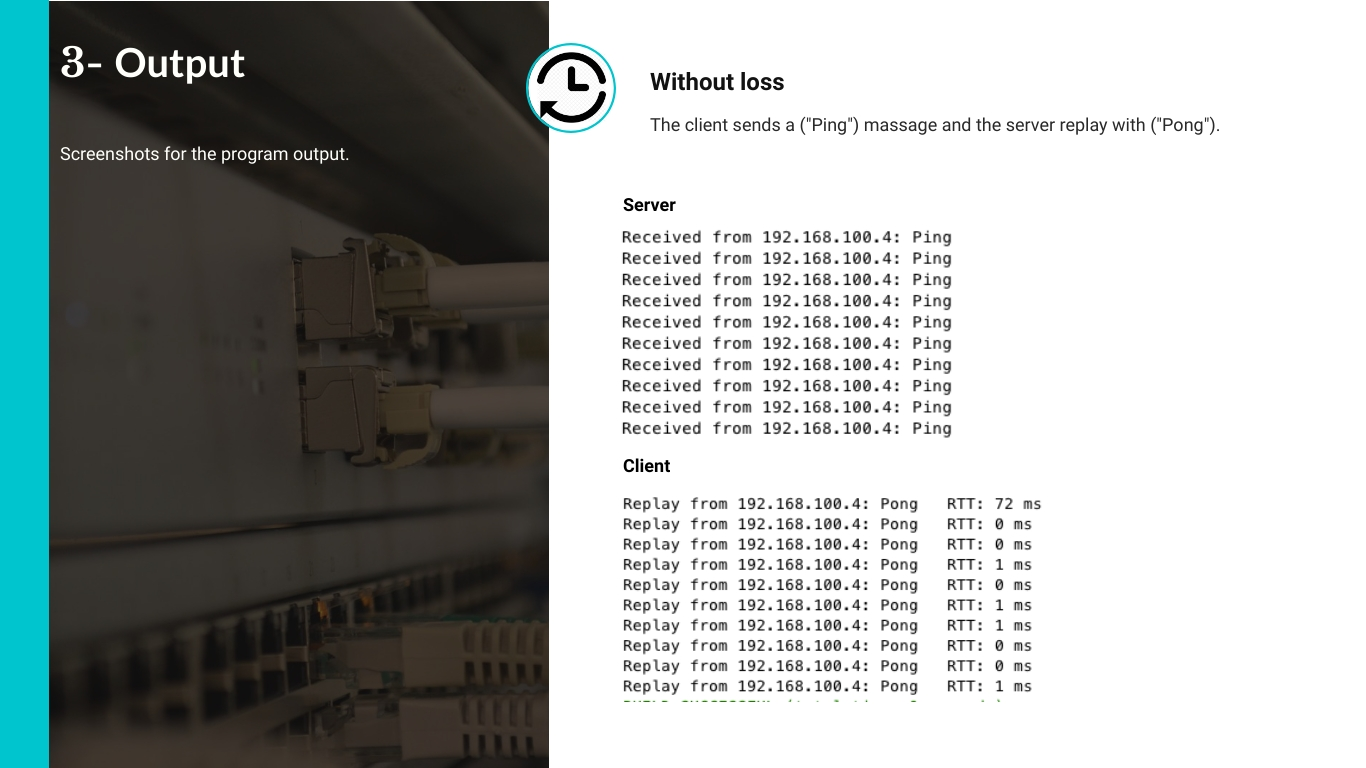 3- Output
Screenshots for the program output.
Without loss
The client sends a ("Ping") massage and the server replay with ("Pong").
Server
Received from 192.168.100.4: Ping
Received from 192.168.100.4: Ping
Received from 192.168.100.4: Ping
Received from 192.168.100.4: Ping
Received from 192.168.100.4: Ping
Received from 192.168.100.4: Ping
Received from 192.168.100.4: Ping
Received from 192.168.100.4: Ping
Received from 192.168.100.4: Ping
Received from 192.168.100.4: Ping
Client
Replay from 192.168.100.4: Pong   RTT: 72 ms
Replay from 192.168.100.4: Pong   RTT: 0 ms
Replay from 192.168.100.4: Pong   RTT: 0 ms
Replay from 192.168.100.4: Pong   RTT: 1 ms
Replay from 192.168.100.4: Pong   RTT: 0 ms
Replay from 192.168.100.4: Pong   RTT: 1 ms
Replay from 192.168.100.4: Pong   RTT: 1 ms
Replay from 192.168.100.4: Pong   RTT: 0 ms
Replay from 192.168.100.4: Pong   RTT: 0 ms
Replay from 192.168.100.4: Pong   RTT: 1 ms